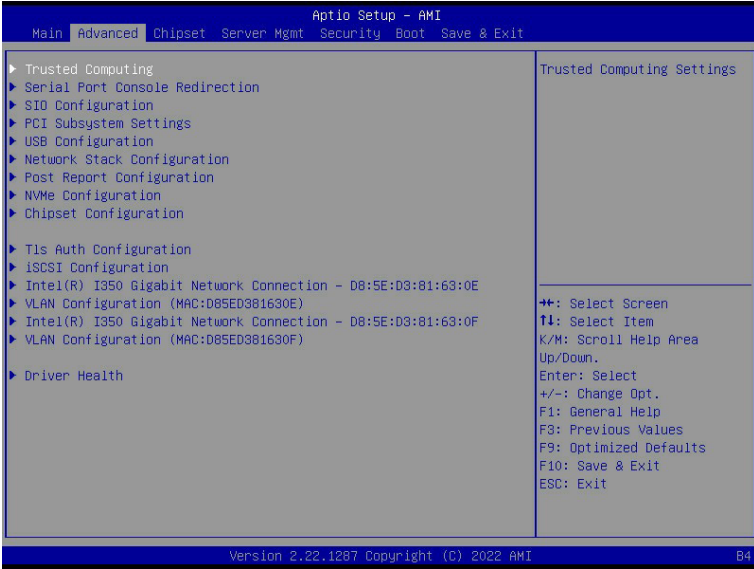 Aptio Setup – AMI
Main Advanced Chipset Server Mgmt Security Boot Save & Exit
▶ Trusted Computing
▶ Serial Port Console Redirection
▶ SIO Configuration
▶ PCI Subsystem Settings
▶ USB Configuration
▶ Network Stack Configuration
▶ Post Report Configuration
▶ NVMe Configuration
▶ Chipset Configuration
▶ Tls Auth Configuration
▶ iSCSI Configuration
▶ Intel(R) I350 Gigabit Network Connection – D8:5E:D3:81:63:0E
▶ VLAN Configuration (MAC:D85ED381630E)
▶ Intel(R) I350 Gigabit Network Connection – D8:5E:D3:81:63:0F
▶ VLAN Configuration (MAC:D85ED381630F)
▶ Driver Health
Trusted Computing Settings
→←: Select Screen
↑↓: Select Item
K/M: Scroll Help Area
Up/Down.
Enter: Select
+/-: Change Opt.
F1: General Help
F3: Previous Values
F9: Optimized Defaults
F10: Save & Exit
ESC: Exit
Version 2.22.1287 Copyright (C) 2022 AMI
B4